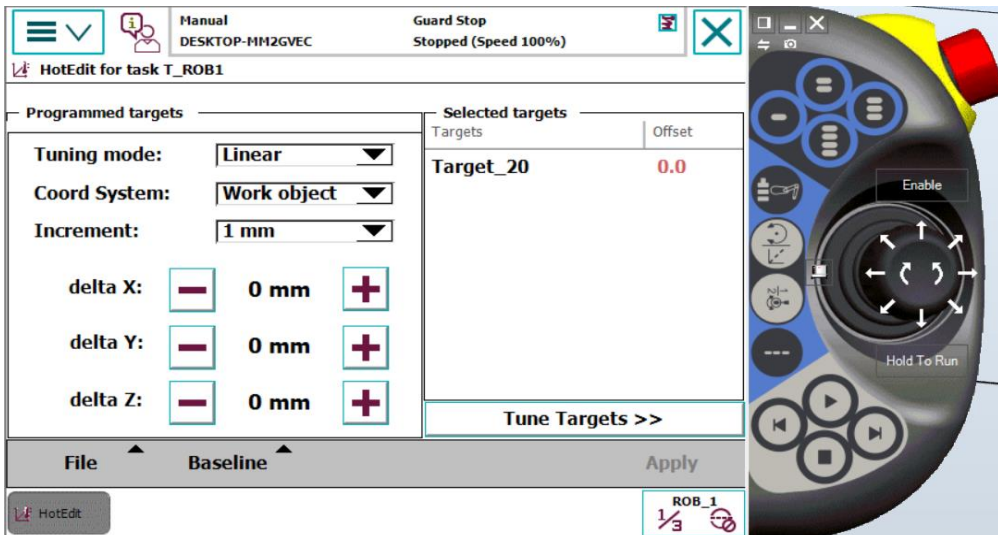 Manual
DESKTOP-MM2GVEC
Guard Stop
Stopped (Speed 100%)
HotEdit for task T_ROB1
Programmed targets
Tuning mode: Linear
Coord System: Work object
Increment: 1 mm
delta X: 0 mm
delta Y: 0 mm
delta Z: 0 mm
Selected targets
Targets Offset
Target_20 0.0
Tune Targets >>
File Baseline Apply
HotEdit
ROB_1
1/3
Enable
Hold To Run